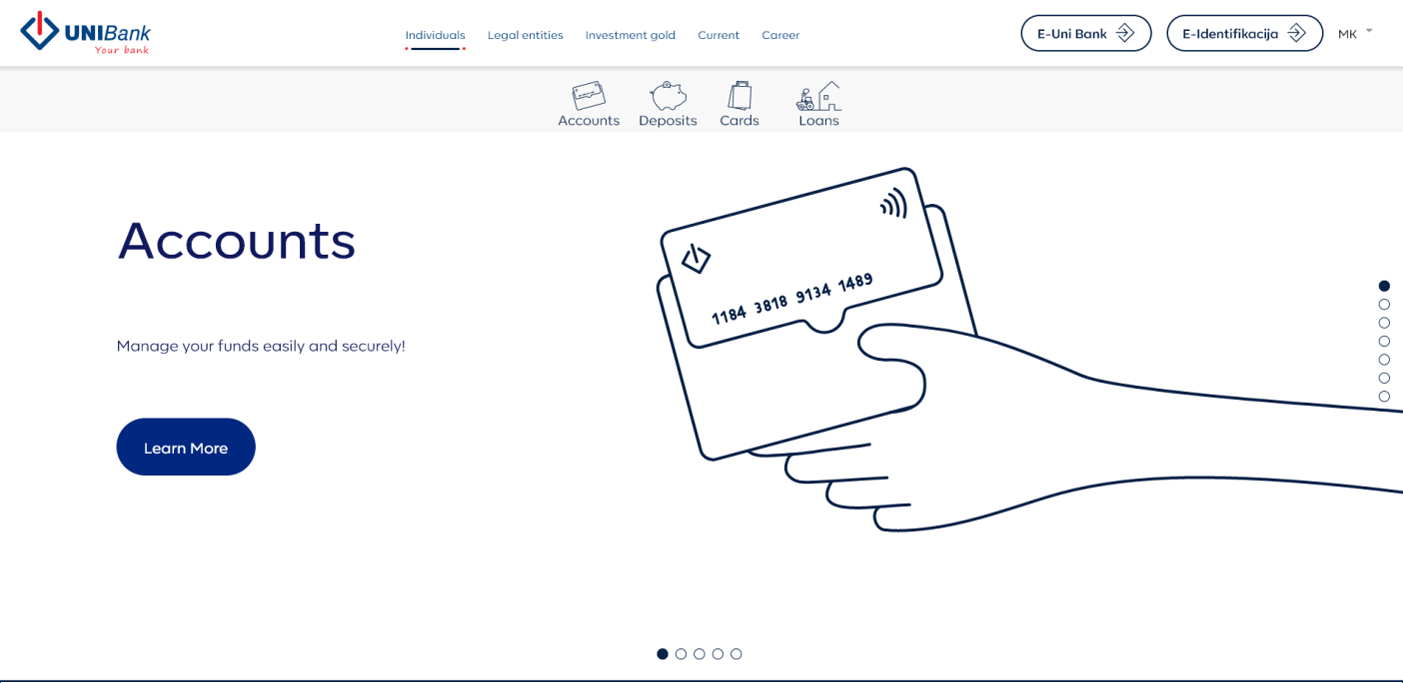 UNIBank
Your bank
Individuals Legal entities Investment gold Current Career
E-Uni Bank E-Identifikacija MK
Accounts Deposits Cards Loans
Accounts
1184 3818 9134 1489
Manage your funds easily and securely!
Learn More